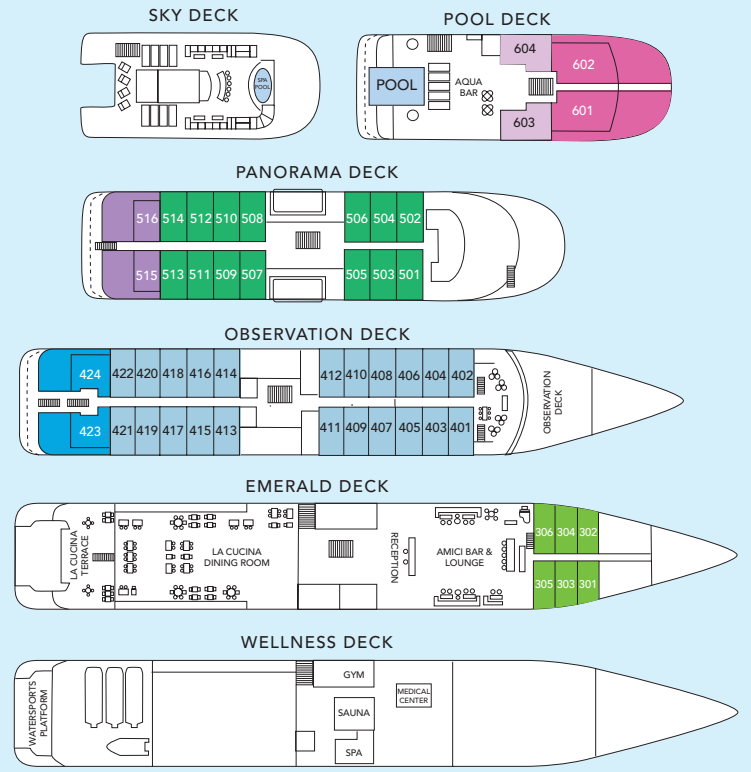 SKY DECK
SPA
POOL
POOL DECK
604
602
POOL
AQUA
BAR
603
601
PANORAMA DECK
516 514 512 510 508
506 504 502
515 513 511 509 507
505 503 501
OBSERVATION DECK
424 422 420 418 416 414
412 410 408 406 404 402
423 421 419 417 415 413
411 409 407 405 403 401
OBSERVATION
DECK
EMERALD DECK
LA CUCINA
TERRACE
LA CUCINA
DINING ROOM
RECEPTION
AMICI BAR &
LOUNGE
306 304 302
305 303 301
WELLNESS DECK
WATERSPORTS
PLATFORM
GYM
SAUNA
SPA
MEDICAL
CENTER